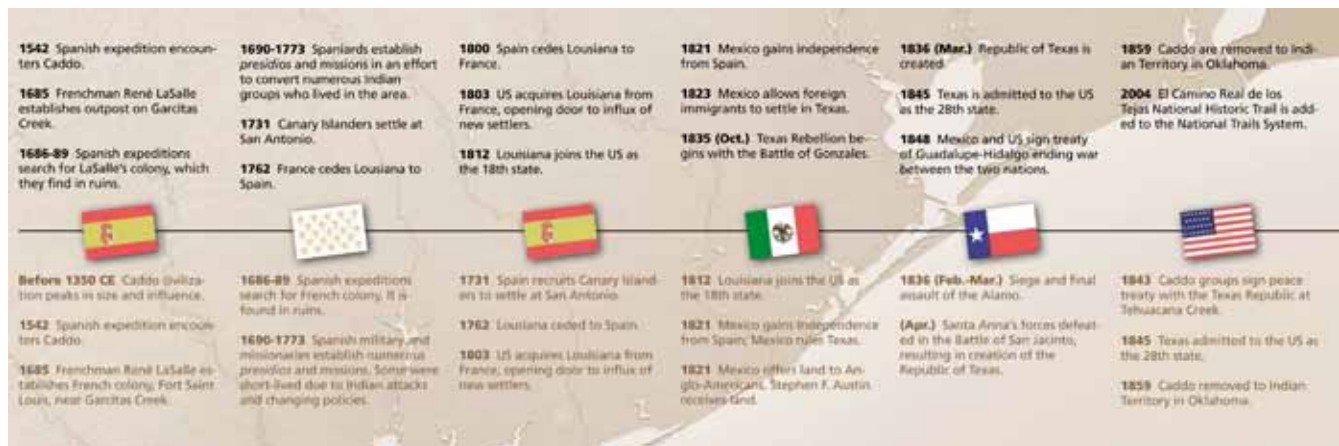 1542 Spanish expedition encoun-
ters Caddo.
1685 Frenchman René LaSalle
establishes outpost on Garcitas
Creek.
1686-89 Spanish expeditions
search for LaSalle's colony, which
they find in ruins.
1690-1773 Spaniards establish
presidios and missions in an effort
to convert numerous Indian
groups who lived in the area.
1731 Canary Islanders settle at
San Antonio.
1762 France cedes Lousiana to
Spain.
1800 Spain cedes Lousiana to
France.
1803 US acquires Louisiana from
France, opening door to influx of
new settlers.
1812 Louisiana joins the US as
the 18th state.
1821 Mexico gains independence
from Spain.
1823 Mexico allows foreign
immigrants to settle in Texas.
1835 (Oct.) Texas Rebellion be-
gins with the Battle of Gonzales.
1836 (Mar.) Republic of Texas is
created.
1845 Texas is admitted to the US
as the 28th state.
1848 Mexico and US sign treaty
of Guadalupe-Hidalgo ending war
between the two nations.
1859 Caddo are removed to Indi-
an Territory in Oklahoma.
2004 El Camino Real de los
Tejas National Historic Trail is add-
ed to the National Trails System.
Before 1350 CE Caddo civiliza-
tion peaks in size and influence.
1542 Spanish expedition encoun-
ters Caddo.
1685 Frenchman René LaSalle es-
tablishes French colony, Fort Saint
Louis, near Garcitas Creek.
1686-89 Spanish expeditions
search for French colony. It is
found in ruins.
1690-1773 Spanish military and
missionaries establish numerous
presidios and missions. Some were
short-lived due to Indian attacks
and changing policies.
1731 Spain recruits Canary Island-
ers to settle at San Antonio.
1762 Lousiana ceded to Spain.
1803 US acquires Louisiana from
France, opening door to influx of
new settlers.
1812 Louisiana joins the US as
the 18th state.
1821 Mexico gains independence
from Spain; Mexico rules Texas.
1821 Mexico offers land to An-
glo-Americans. Stephen F. Austin
receives land.
1836 (Feb.-Mar.) Siege and final
assault of the Alamo.
(Apr.) Santa Anna's forces defeat-
ed in the Battle of San Jacinto,
resulting in creation of the
Republic of Texas.
1843 Caddo groups sign peace
treaty with the Texas Republic at
Tehuacana Creek.
1845 Texas admitted to the US as
the 28th state.
1859 Caddo removed to Indian
Territory in Oklahoma.